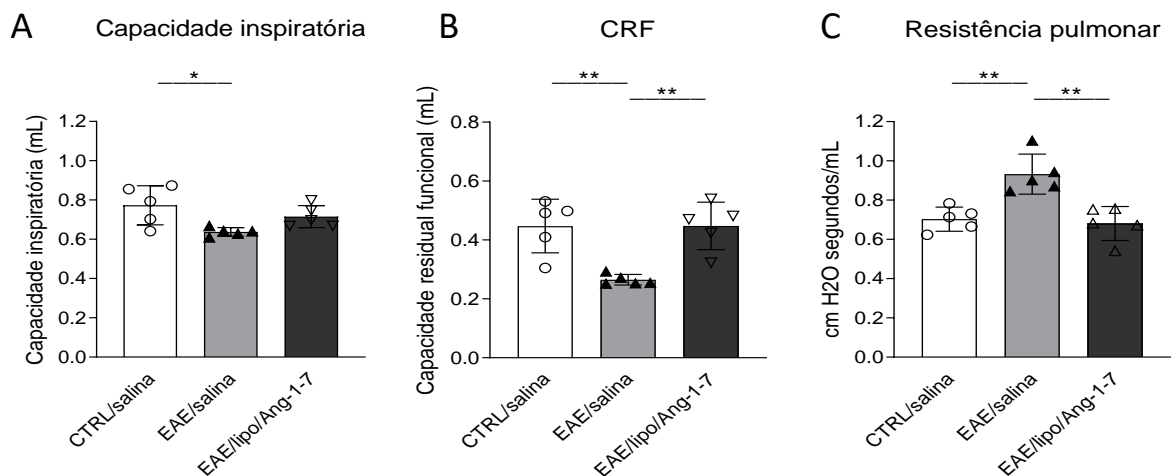 A Capacidade inspiratória
*
Capacidade inspiratória (mL)
1.2
1.0
0.8
0.6
0.4
0.2
0.0
CTRL/salina
EAE/salina
EAE/lipo/Ang-1-7
B CRF
** **
Capacidade residual funcional (mL)
0.8
0.6
0.4
0.2
0.0
CTRL/salina
EAE/salina
EAE/lipo/Ang-1-7
C Resistência pulmonar
** **
cm H2O segundos/mL
1.2
1.0
0.8
0.6
0.4
0.2
0.0
CTRL/salina
EAE/salina
EAE/lipo/Ang-1-7